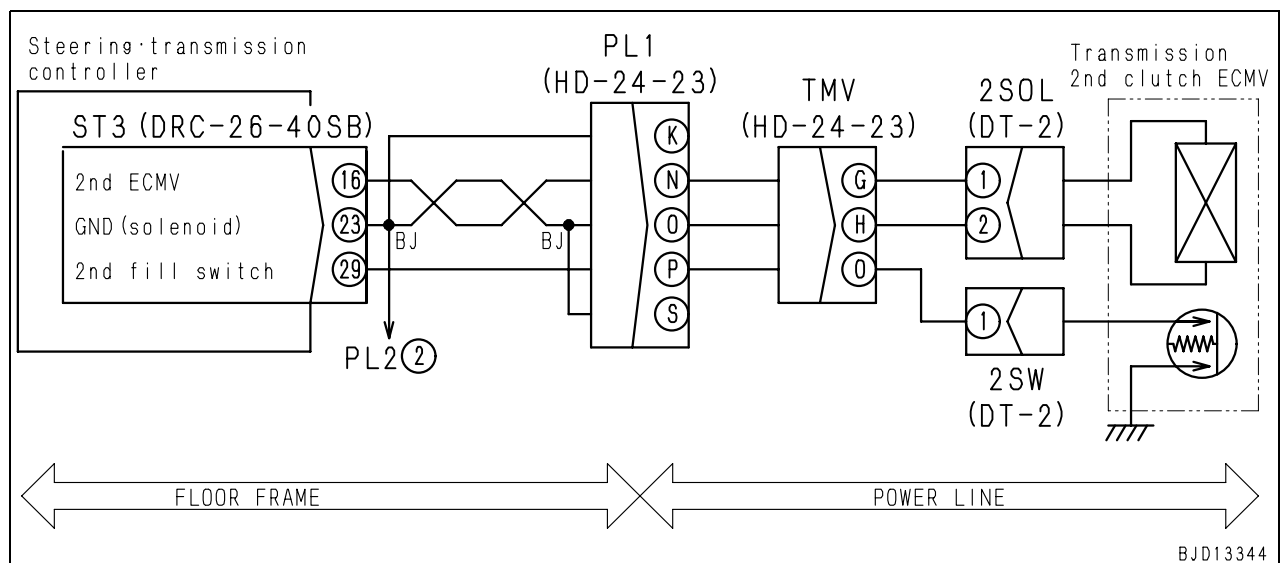 Steering·transmission
controller
ST3 (DRC-26-40SB)
2nd ECMV
16
GND (solenoid)
23
2nd fill switch
29
BJ
BJ
PL2 2
PL1
(HD-24-23)
K
N
O
P
S
TMV
(HD-24-23)
G
H
O
2SOL
(DT-2)
1
2
1
2SW
(DT-2)
Transmission
2nd clutch ECMV
FLOOR FRAME
POWER LINE
BJD13344